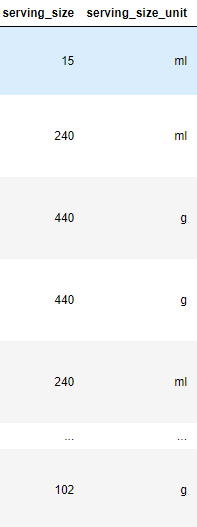 serving_size serving_size_unit
15 ml
240 ml
440 g
440 g
240 ml
... ...
102 g